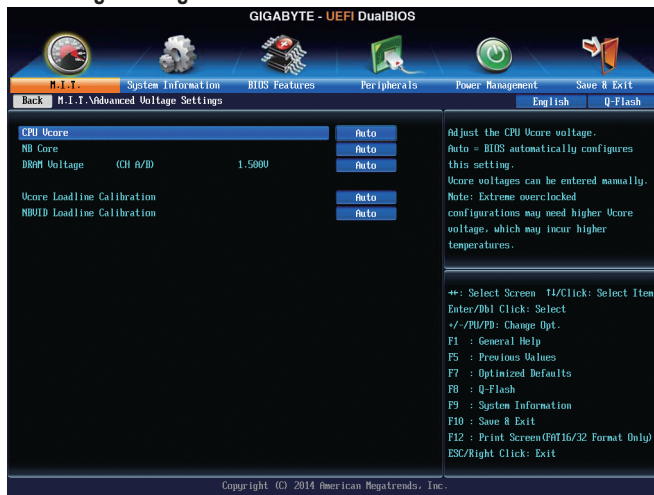 GIGABYTE - UEFI DualBIOS
M.I.T. System Information BIOS Features Peripherals Power Management Save & Exit
Back M.I.T.\Advanced Voltage Settings English Q-Flash
CPU Vcore Auto
NB Core Auto
DRAM Voltage (CH A/B) 1.500V Auto
Vcore Loadline Calibration Auto
NBVID Loadline Calibration Auto
Adjust the CPU Vcore voltage.
Auto = BIOS automatically configures
this setting.
Vcore voltages can be entered manually.
Note: Extreme overclocked
configurations may need higher Vcore
voltage, which may incur higher
temperatures.
→←: Select Screen ↑↓/Click: Select Item
Enter/Dbl Click: Select
+/-/PU/PD: Change Opt.
F1 : General Help
F5 : Previous Values
F7 : Optimized Defaults
F8 : Q-Flash
F9 : System Information
F10 : Save & Exit
F12 : Print Screen(FAT16/32 Format Only)
ESC/Right Click: Exit
Copyright (C) 2014 American Megatrends, Inc.